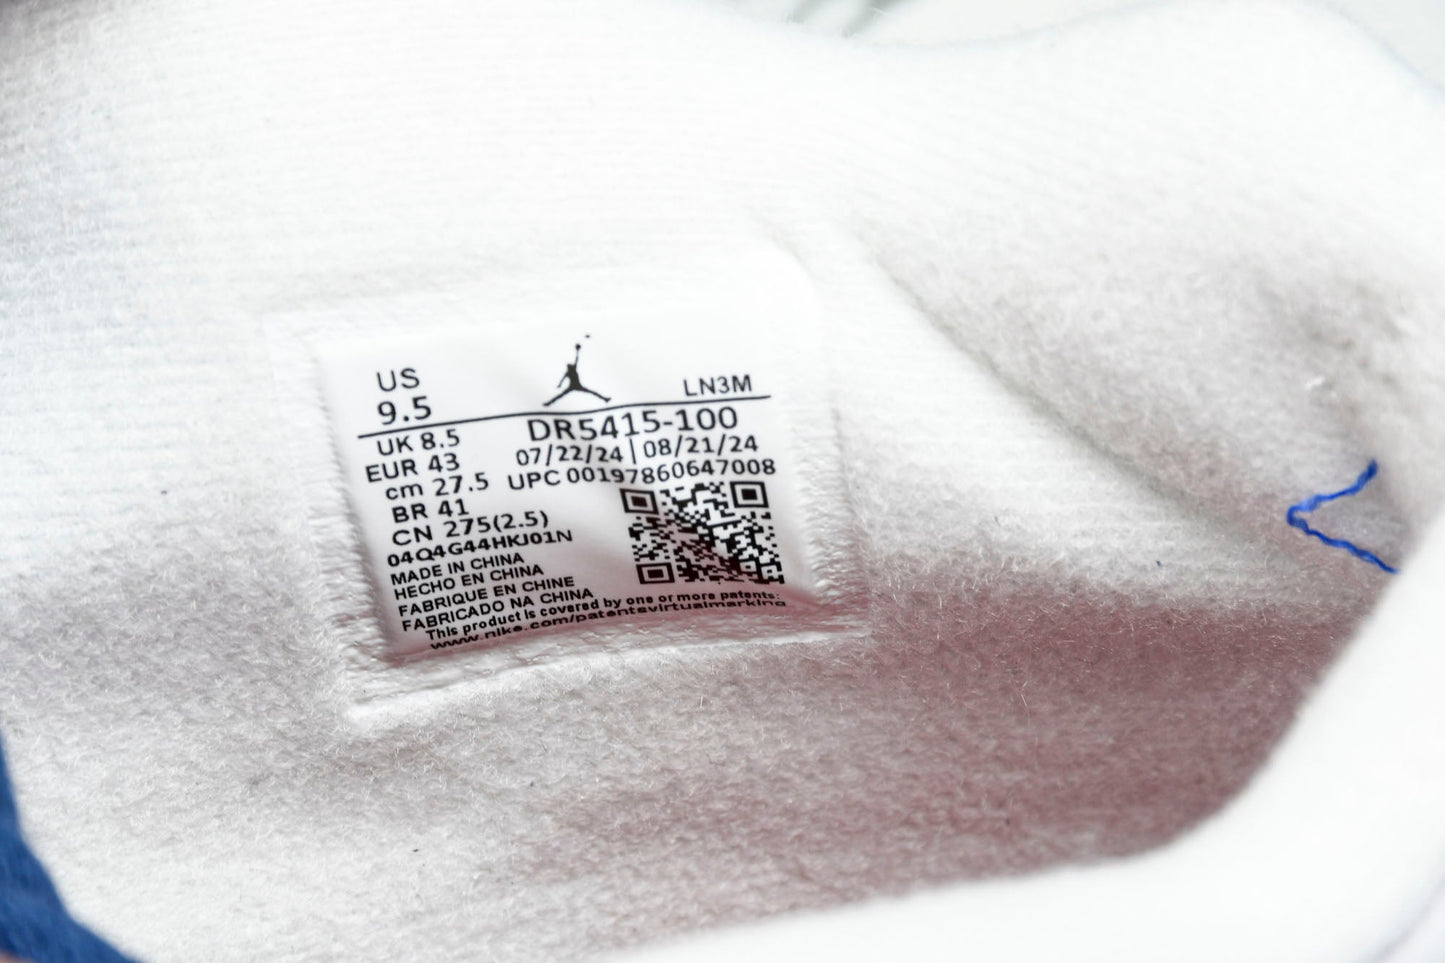 US
9.5
LN3M
UK 8.5
EUR 43
cm 27.5
BR 41
CN 275(2.5)
DR5415-100
07/22/24 | 08/21/24
UPC 00197860647008
04Q4G44HKJ01N
MADE IN CHINA
HECHO EN CHINA
FABRIQUE EN CHINE
FABRICADO NA CHINA
This product is covered by one or more patents:
www.nike.com/patentsvirtualmarking